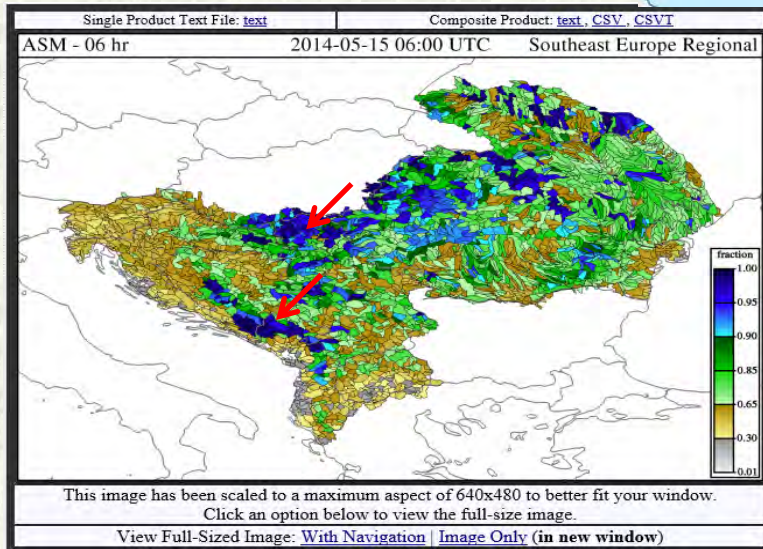 Single Product Text File: text Composite Product: text , CSV , CSVT
ASM - 06 hr 2014-05-15 06:00 UTC Southeast Europe Regional
fraction
1.00
0.95
0.90
0.65
0.30
0.01
This image has been scaled to a maximum aspect of 640x480 to better fit your window.
Click an option below to view the full-size image.
View Full-Sized Image: With Navigation | Image Only (in new window)